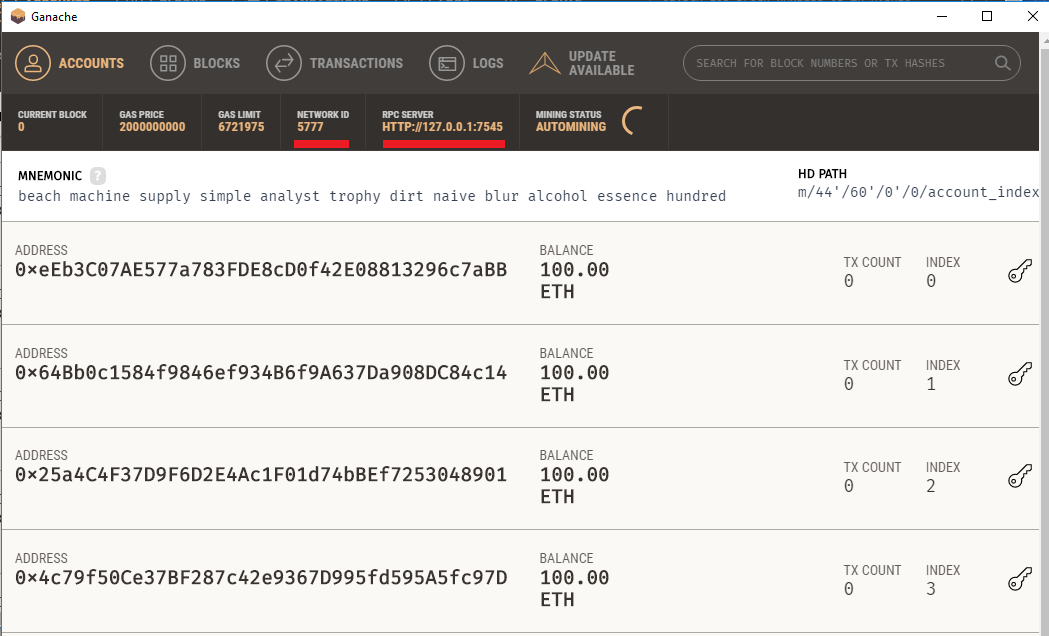 Ganache
ACCOUNTS
BLOCKS
TRANSACTIONS
LOGS
UPDATE
AVAILABLE
SEARCH FOR BLOCK NUMBERS OR TX HASHES
CURRENT BLOCK
0
GAS PRICE
2000000000
GAS LIMIT
6721975
NETWORK ID
5777
RPC SERVER
HTTP://127.0.0.1:7545
MINING STATUS
AUTOMINING
MNEMONIC ?
beach machine supply simple analyst trophy dirt naive blur alcohol essence hundred
HD PATH
m/44'/60'/0'/0/account_index
ADDRESS
0×eEb3C07AE577a783FDE8cD0f42E08813296c7aBB
BALANCE
100.00
ETH
TX COUNT
0
INDEX
0
ADDRESS
0×64Bb0c1584f9846ef934B6f9A637Da908DC84c14
BALANCE
100.00
ETH
TX COUNT
0
INDEX
1
ADDRESS
0×25a4C4F37D9F6D2E4Ac1F01d74bBEf7253048901
BALANCE
100.00
ETH
TX COUNT
0
INDEX
2
ADDRESS
0×4c79f50Ce37BF287c42e9367D995fd595A5fc97D
BALANCE
100.00
ETH
TX COUNT
0
INDEX
3